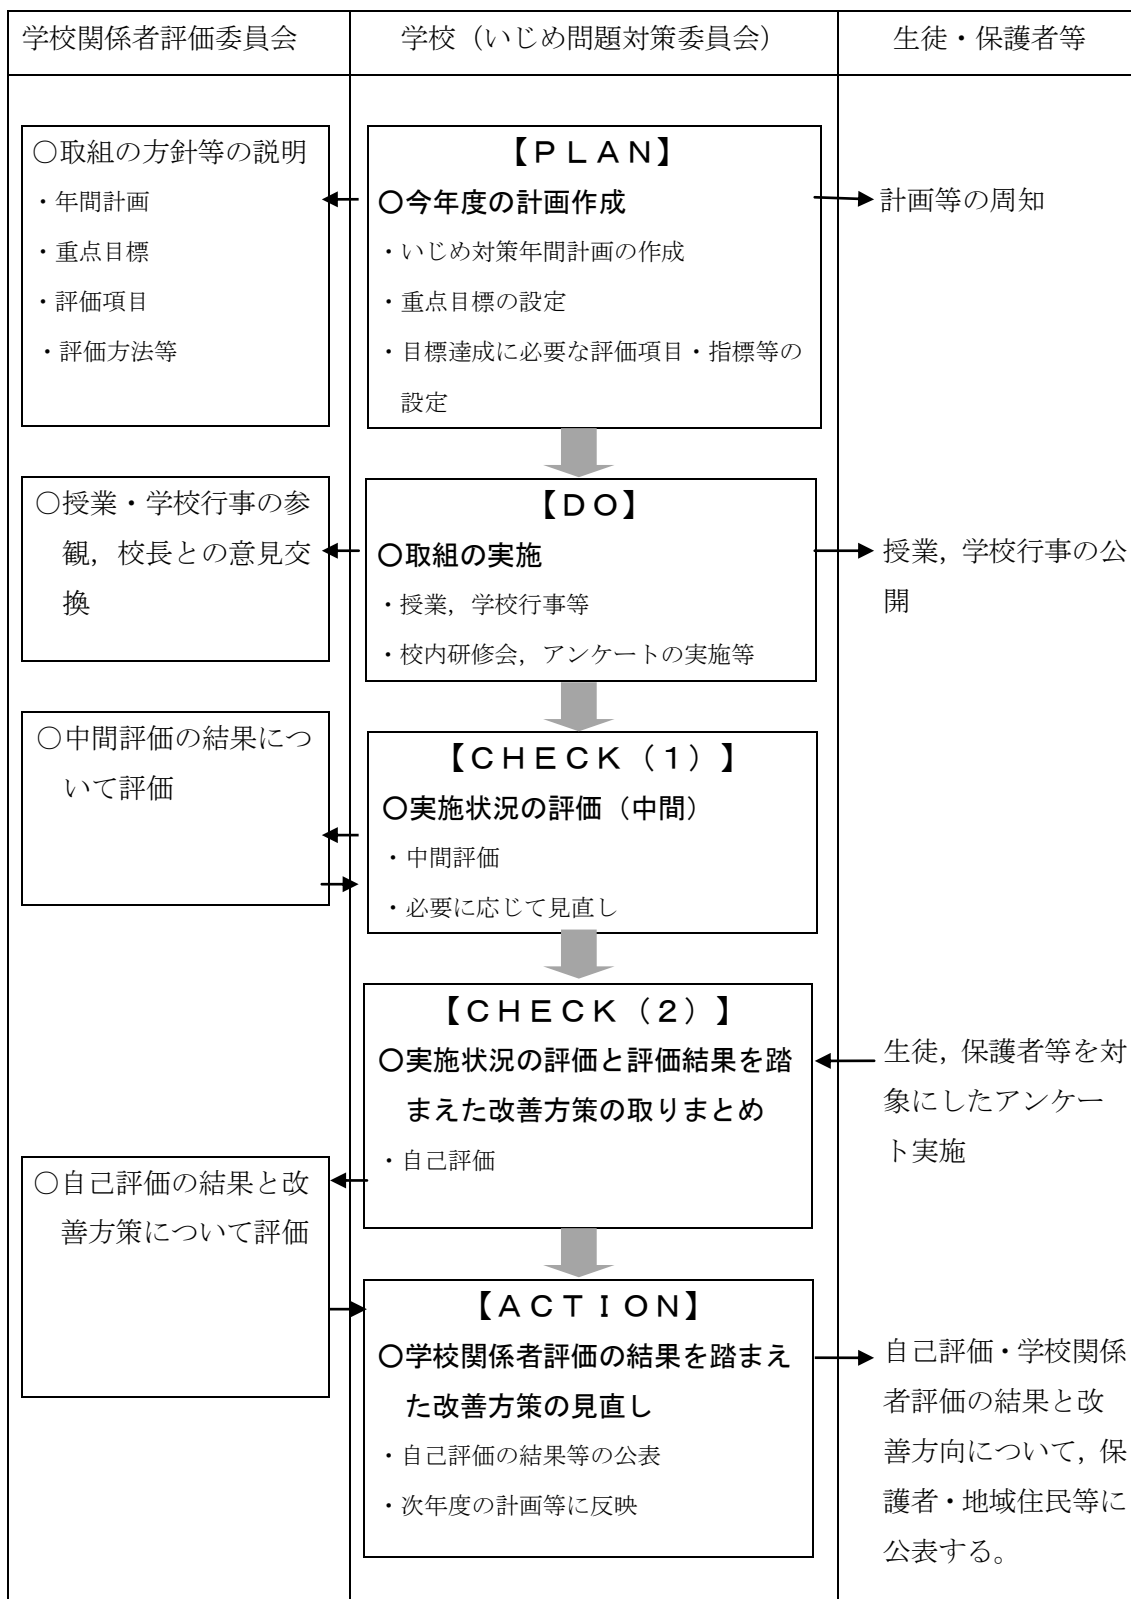 学校関係者評価委員会
学校（いじめ問題対策委員会）
生徒・保護者等
○取組の方針等の説明
・年間計画
・重点目標
・評価項目
・評価方法等
【ＰＬＡＮ】
○今年度の計画作成
・いじめ対策年間計画の作成
・重点目標の設定
・目標達成に必要な評価項目・指標等の
設定
計画等の周知
○授業・学校行事の参
観，校長との意見交
換
【ＤＯ】
○取組の実施
・授業，学校行事等
・校内研修会，アンケートの実施等
授業，学校行事の公
開
○中間評価の結果につ
いて評価
【ＣＨＥＣＫ（１）】
○実施状況の評価（中間）
・中間評価
・必要に応じて見直し
【ＣＨＥＣＫ（２）】
○実施状況の評価と評価結果を踏
まえた改善方策の取りまとめ
・自己評価
生徒，保護者等を対
象にしたアンケー
ト実施
○自己評価の結果と改
善方策について評価
【ＡＣＴＩＯＮ】
○学校関係者評価の結果を踏まえ
た改善方策の見直し
・自己評価の結果等の公表
・次年度の計画等に反映
自己評価・学校関係
者評価の結果と改
善方向について，保
護者・地域住民等に
公表する。